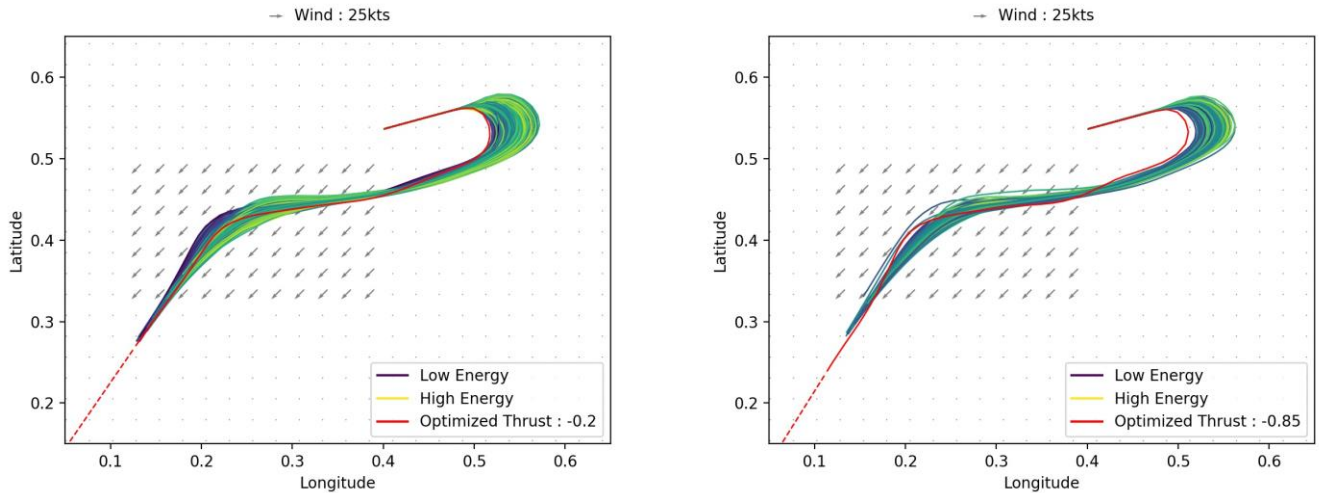 Wind : 25kts
0.6
0.5
0.4
0.3
0.2
Latitude
0.1 0.2 0.3 0.4 0.5 0.6
Longitude
Low Energy
High Energy
Optimized Thrust : -0.2
Wind : 25kts
0.6
0.5
0.4
0.3
0.2
Latitude
0.1 0.2 0.3 0.4 0.5 0.6
Longitude
Low Energy
High Energy
Optimized Thrust : -0.85